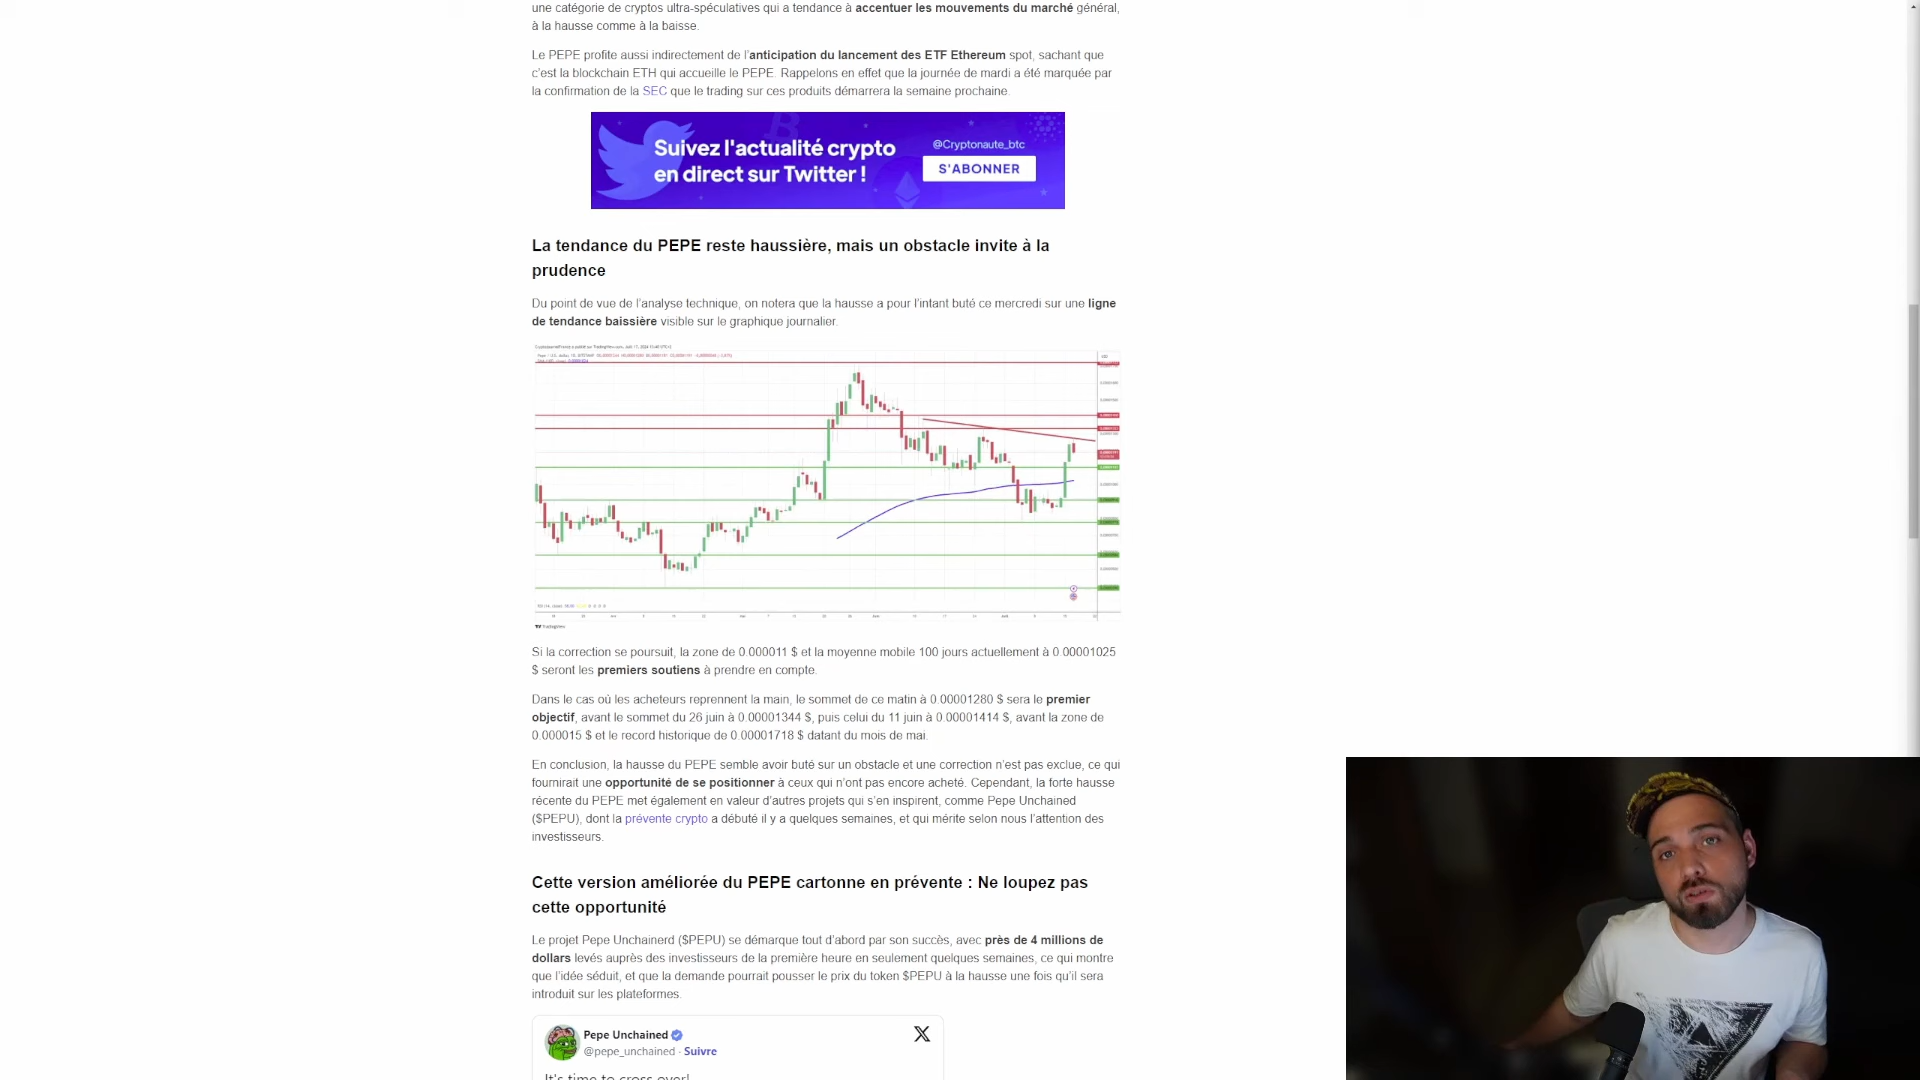 une catégorie de cryptos ultra-spéculatives qui a tendance à accentuer les mouvements du marché général,
à la hausse comme à la baisse.
Le PEPE profite aussi indirectement de l'anticipation du lancement des ETF Ethereum spot, sachant que
c'est la blockchain ETH qui accueille le PEPE. Rappelons en effet que la journée de mardi a été marquée par
la confirmation de la SEC que le trading sur ces produits démarrera la semaine prochaine.
Suivez l'actualité crypto
en direct sur Twitter !
@Cryptonaute_btc
S'ABONNER
La tendance du PEPE reste haussière, mais un obstacle invite à la
prudence
Du point de vue de l'analyse technique, on notera que la hausse a pour l'intant buté ce mercredi sur une ligne
de tendance baissière visible sur le graphique journalier.
TradingView
Si la correction se poursuit, la zone de 0.000011 $ et la moyenne mobile 100 jours actuellement à 0.00001025
$ seront les premiers soutiens à prendre en compte.
Dans le cas où les acheteurs reprennent la main, le sommet de ce matin à 0.00001280 $ sera le premier
objectif, avant le sommet du 26 juin à 0.00001344 $, puis celui du 11 juin à 0.00001414 $, avant la zone de
0.000015 $ et le record historique de 0.00001718 $ datant du mois de mai.
En conclusion, la hausse du PEPE semble avoir buté sur un obstacle et une correction n'est pas exclue, ce qui
fournirait une opportunité de se positionner à ceux qui n'ont pas encore acheté. Cependant, la forte hausse
récente du PEPE met également en valeur d'autres projets qui s'en inspirent, comme Pepe Unchained
($PEPU), dont la prévente crypto a débuté il y a quelques semaines, et qui mérite selon nous l'attention des
investisseurs.
Cette version améliorée du PEPE cartonne en prévente : Ne loupez pas
cette opportunité
Le projet Pepe Unchainerd ($PEPU) se démarque tout d'abord par son succès, avec près de 4 millions de
dollars levés auprès des investisseurs de la première heure en seulement quelques semaines, ce qui montre
que l'idée séduit, et que la demande pourrait pousser le prix du token $PEPU à la hausse une fois qu'il sera
introduit sur les plateformes.
Pepe Unchained
@pepe_unchained · Suivre
It's time to cross over!